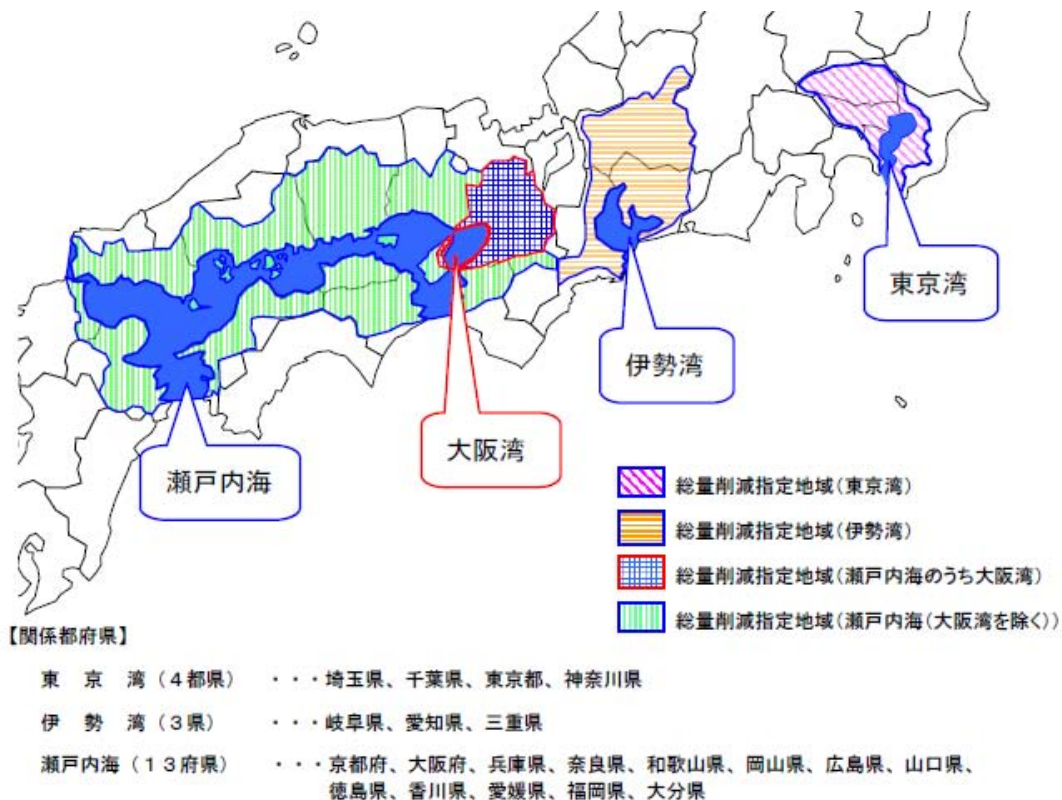 東京湾
伊勢湾
大阪湾
瀬戸内海
総量削減指定地域(東京湾)
総量削減指定地域(伊勢湾)
総量削減指定地域(瀬戸内海のうち大阪湾)
総量削減指定地域(瀬戸内海(大阪湾を除く))
【関係都府県】
東 京 湾(4都県) ・・・埼玉県、千葉県、東京都、神奈川県
伊 勢 湾(3県) ・・・岐阜県、愛知県、三重県
瀬戸内海(13府県) ・・・京都府、大阪府、兵庫県、奈良県、和歌山県、岡山県、広島県、山口県、
徳島県、香川県、愛媛県、福岡県、大分県